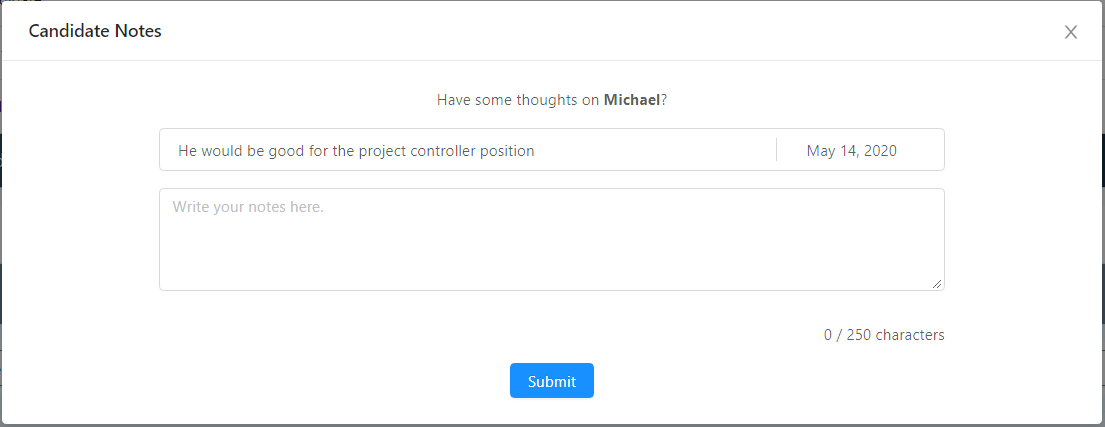 Candidate Notes
Have some thoughts on Michael?
He would be good for the project controller position
May 14, 2020
Write your notes here.
0 / 250 characters
Submit